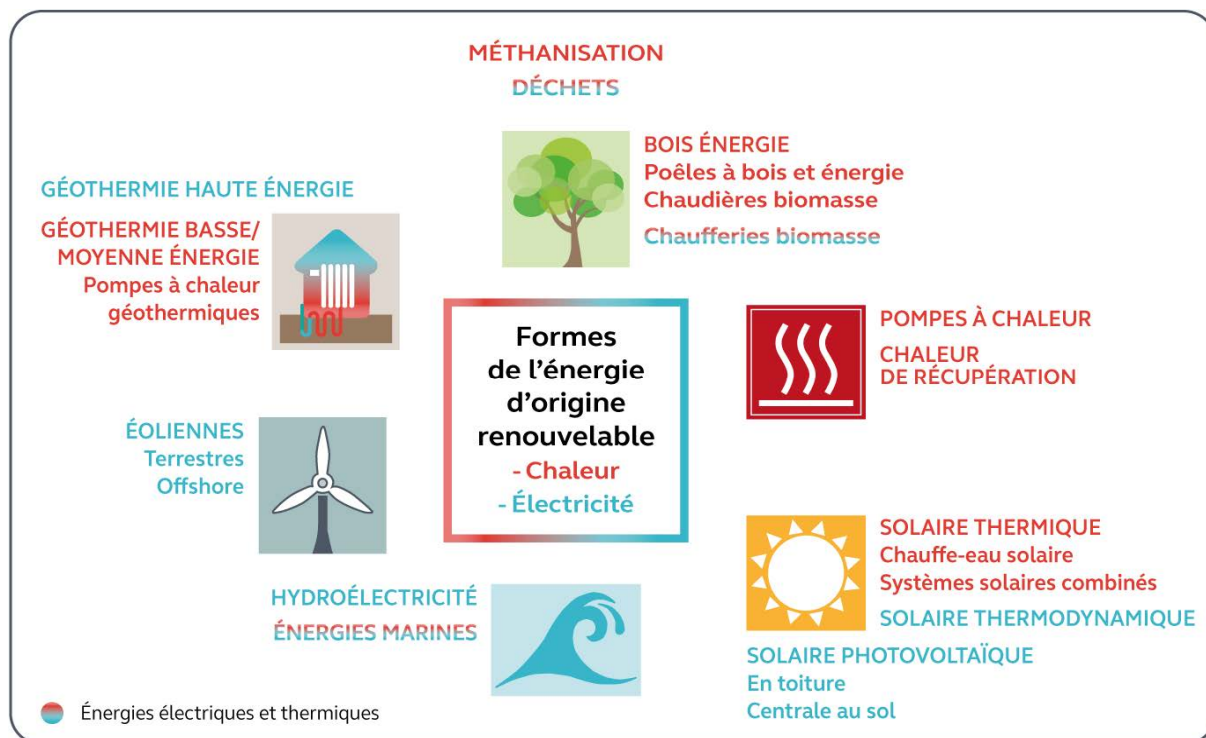 MÉTHANISATION
DÉCHETS
BOIS ÉNERGIE
Poêles à bois et énergie
Chaudières biomasse
Chaufferies biomasse
GÉOTHERMIE HAUTE ÉNERGIE
GÉOTHERMIE BASSE/
MOYENNE ÉNERGIE
Pompes à chaleur
géothermiques
Formes
de l'énergie
d'origine
renouvelable
- Chaleur
- Électricité
POMPES À CHALEUR
CHALEUR
DE RÉCUPÉRATION
ÉOLIENNES
Terrestres
Offshore
SOLAIRE THERMIQUE
Chauffe-eau solaire
Systèmes solaires combinés
SOLAIRE THERMODYNAMIQUE
SOLAIRE PHOTOVOLTAÏQUE
En toiture
Centrale au sol
HYDROÉLECTRICITÉ
ÉNERGIES MARINES
Énergies électriques et thermiques